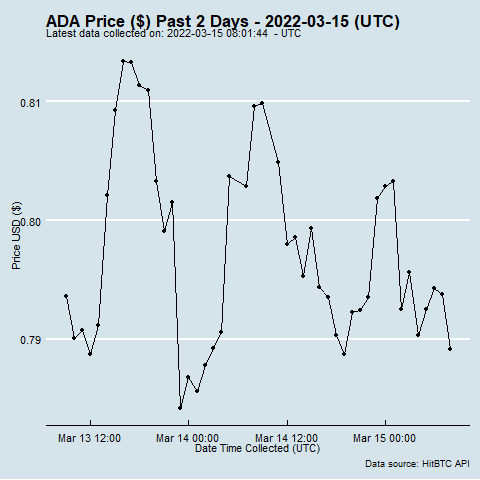 ADA Price ($) Past 2 Days - 2022-03-15 (UTC)
Latest data collected on: 2022-03-15 08:01:44 - UTC
0.81
0.80
0.79
Price USD ($)
Mar 13 12:00 Mar 14 00:00 Mar 14 12:00 Mar 15 00:00
Date Time Collected (UTC)
Data source: HitBTC API